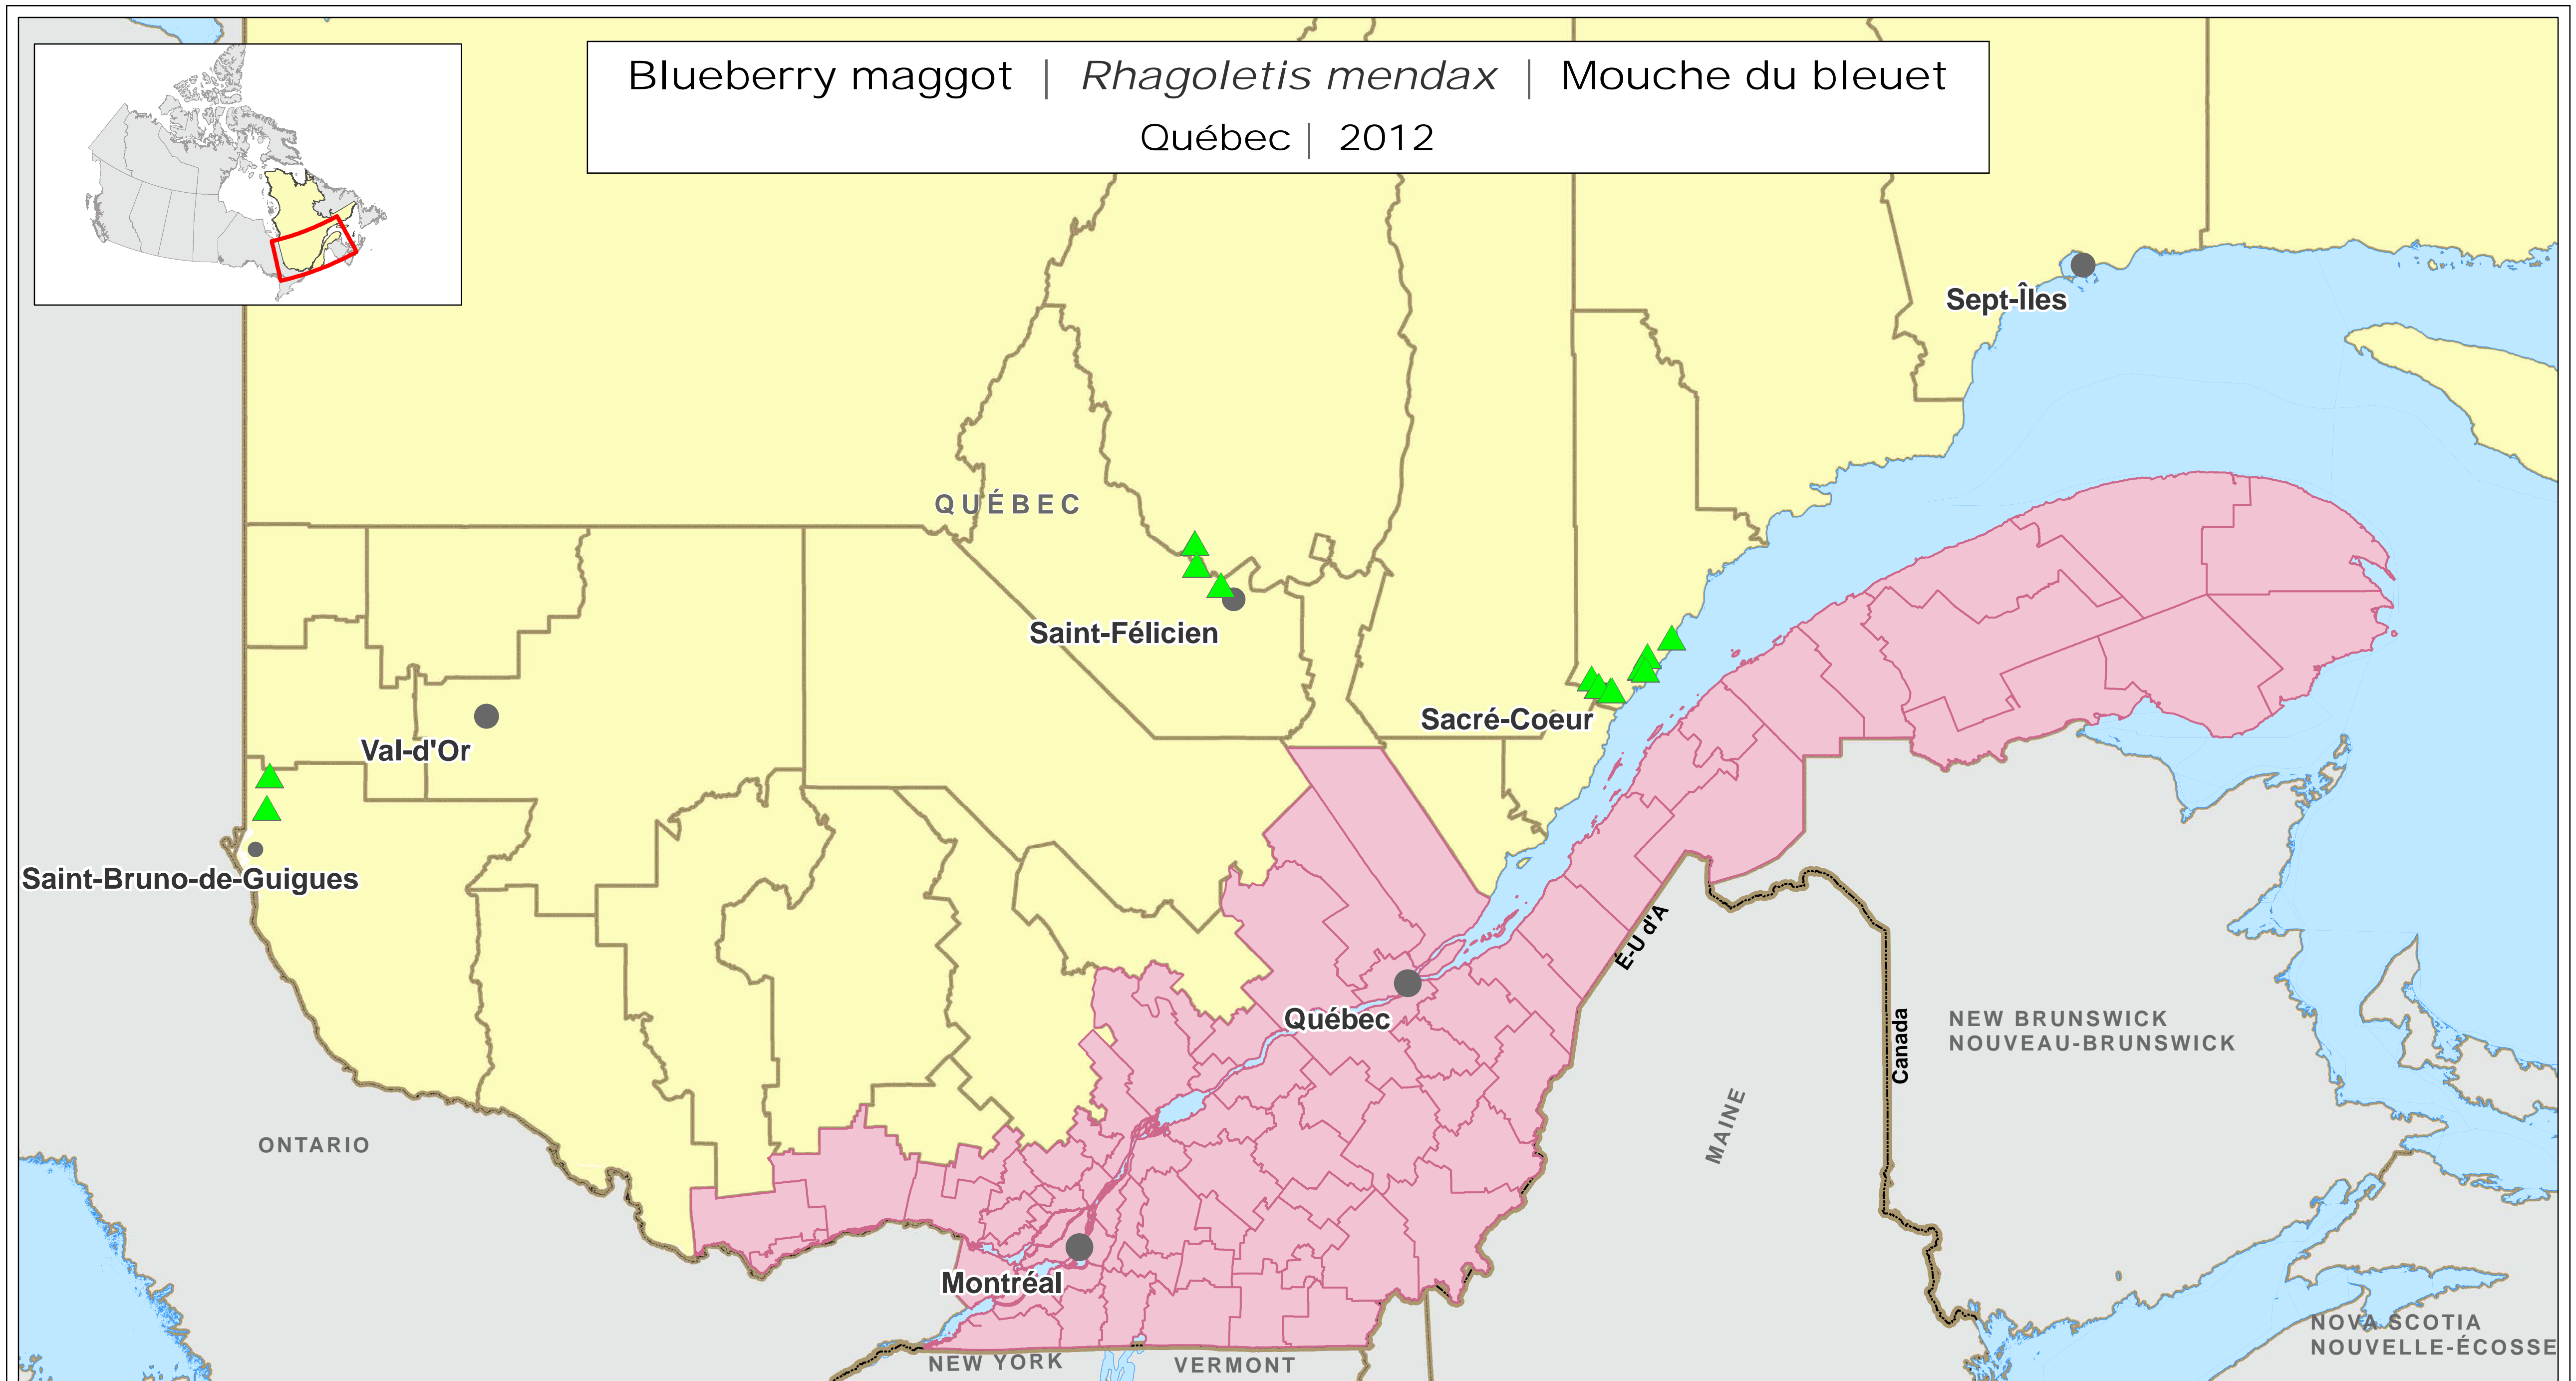 Blueberry maggot | Rhagoletis mendax | Mouche du bleuet
Québec | 2012
Sept-Îles
QUÉBEC
Saint-Félicien
Sacré-Coeur
Val-d'Or
Saint-Bruno-de-Guigues
É-U d'A
Québec
Canada
NEW BRUNSWICK
NOUVEAU-BRUNSWICK
MAINE
ONTARIO
Montréal
NOVA SCOTIA
NOUVELLE-ÉCOSSE
NEW YORK
VERMONT